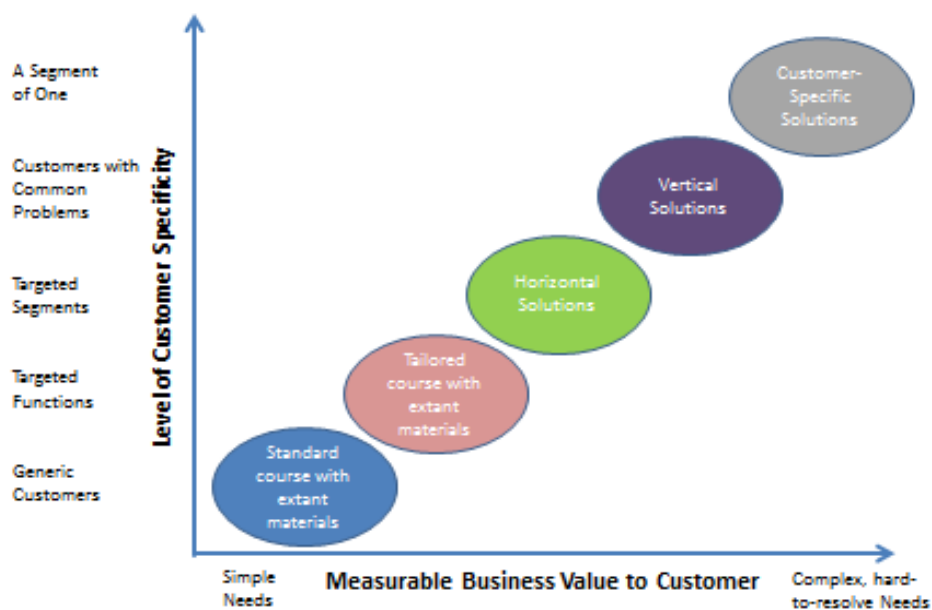 A Segment
of One
Customer-
Specific
Solutions
Customers with
Common
Problems
Vertical
Solutions
Level of Customer Specificity
Targeted
Segments
Horizontal
Solutions
Targeted
Functions
Tailored
course with
extant
materials
Generic
Customers
Standard
course with
extant
materials
Simple
Needs
Measurable Business Value to Customer
Complex, hard-
to-resolve Needs